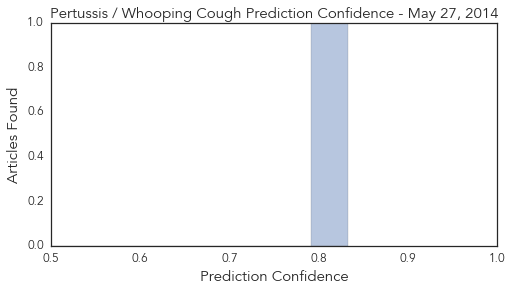 Pertussis / Whooping Cough Prediction Confidence - May 27, 2014
1.0
0.8
0.6
0.4
0.2
0.0
Articles Found
0.5 0.6 0.7 0.8 0.9 1.0
Prediction Confidence